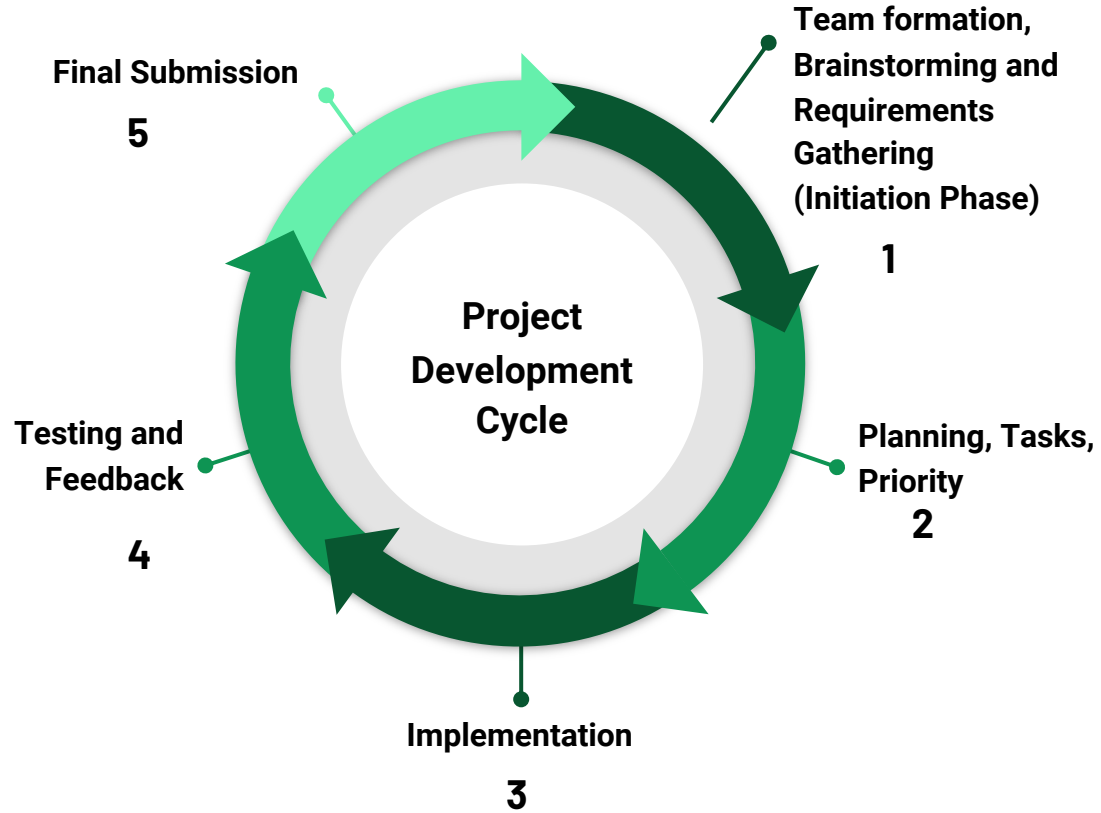 Project
Development
Cycle
Team formation,
Brainstorming and
Requirements
Gathering
(Initiation Phase)
1
Planning, Tasks,
Priority
2
Implementation
3
Testing and
Feedback
4
Final Submission
5